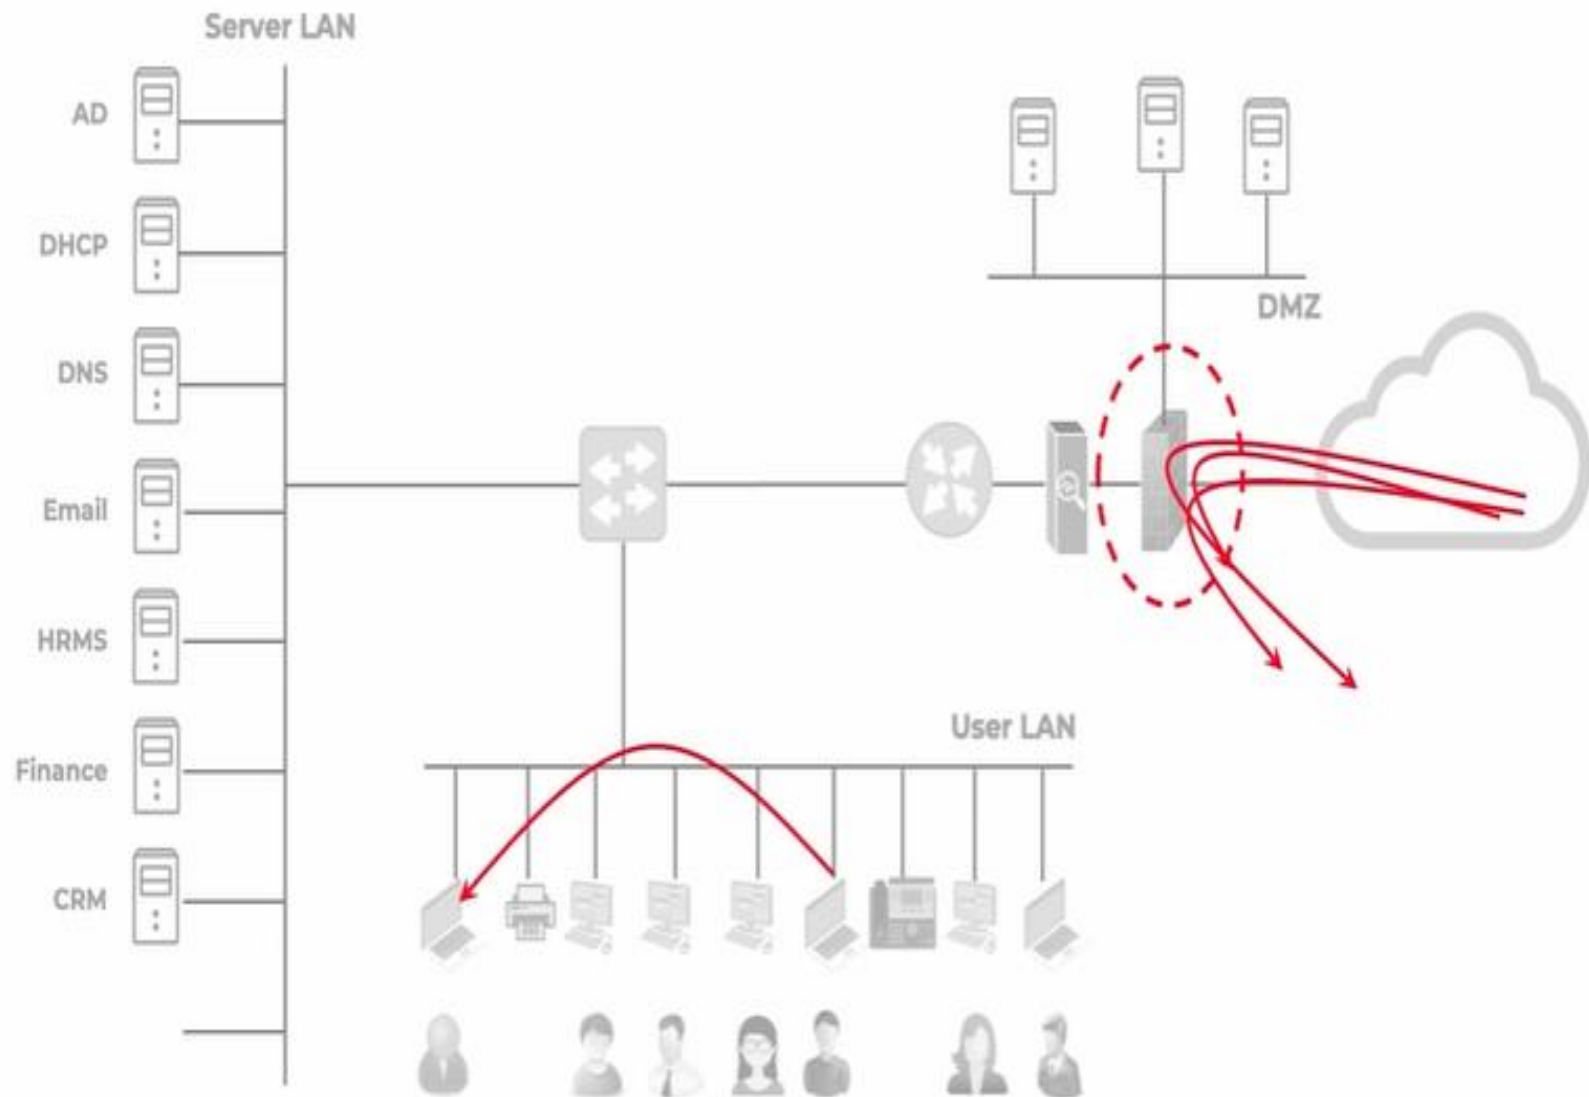 Server LAN
AD
DHCP
DMZ
DNS
Email
HRMS
User LAN
Finance
CRM